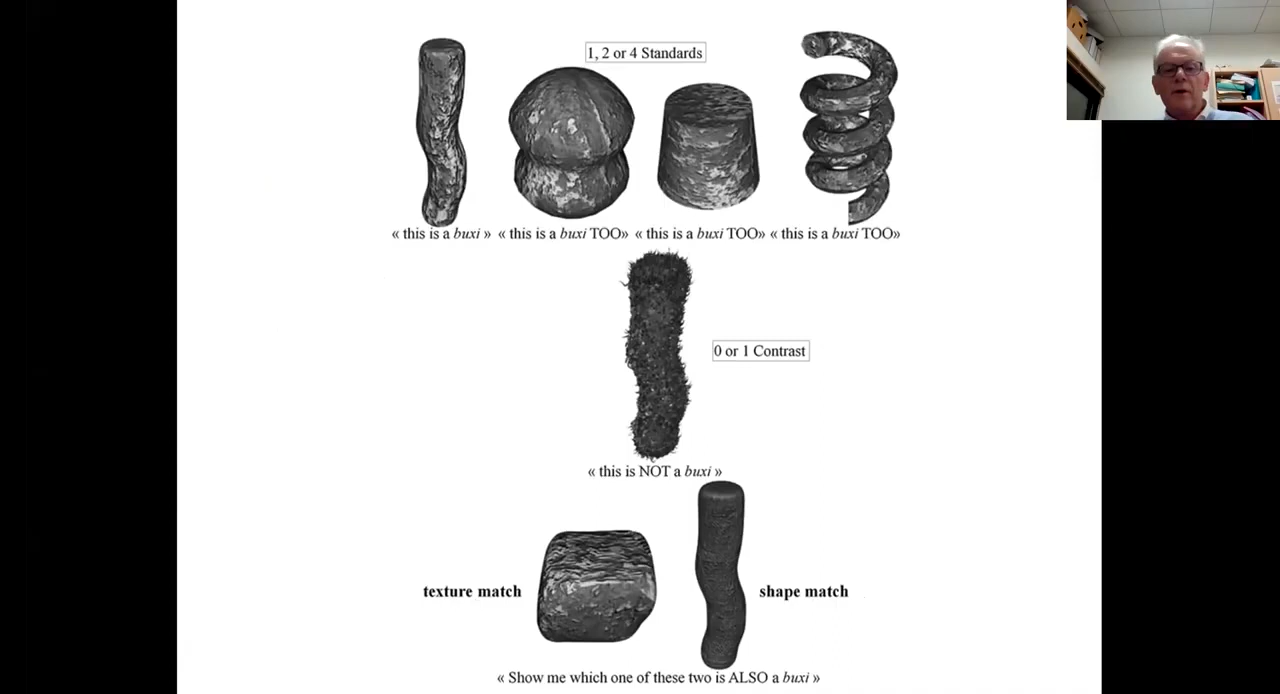 1, 2 or 4 Standards
« this is a buxi » « this is a buxi TOO» « this is a buxi TOO» « this is a buxi TOO»
0 or 1 Contrast
« this is NOT a buxi »
texture match
shape match
« Show me which one of these two is ALSO a buxi »